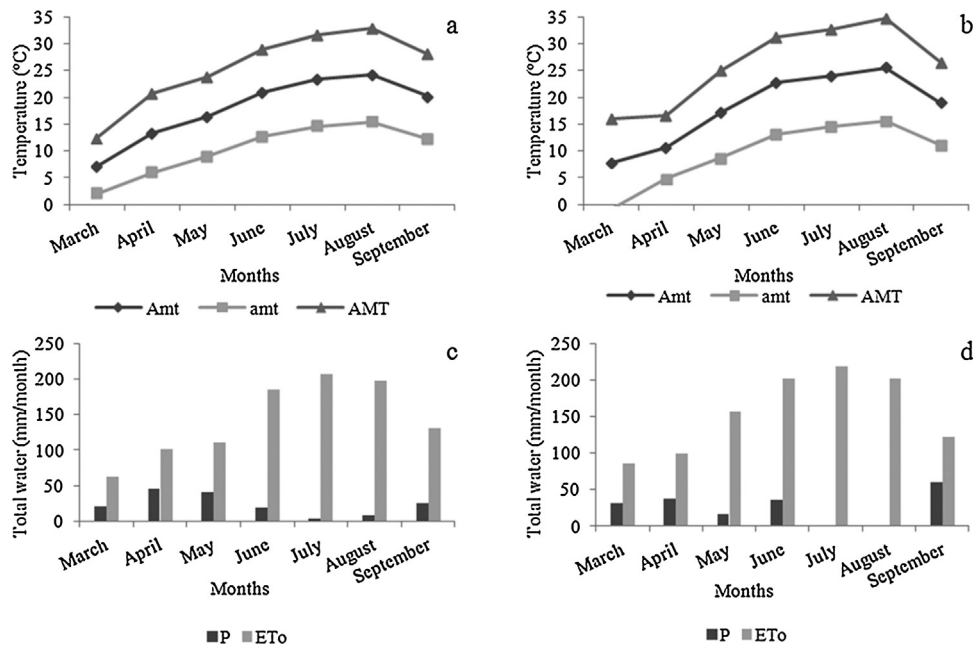 a
35
30
25
20
15
10
5
0
Temperature (°C)
March April May June July August September
Months
Amt amt AMT
b
35
30
25
20
15
10
5
0
Temperature (°C)
March April May June July August September
Months
Amt amt AMT
c
250
200
150
100
50
0
Total water (mm/month)
March April May June July August September
Months
P ETo
d
250
200
150
100
50
0
Total water (mm/month)
March April May June July August September
Months
P ETo